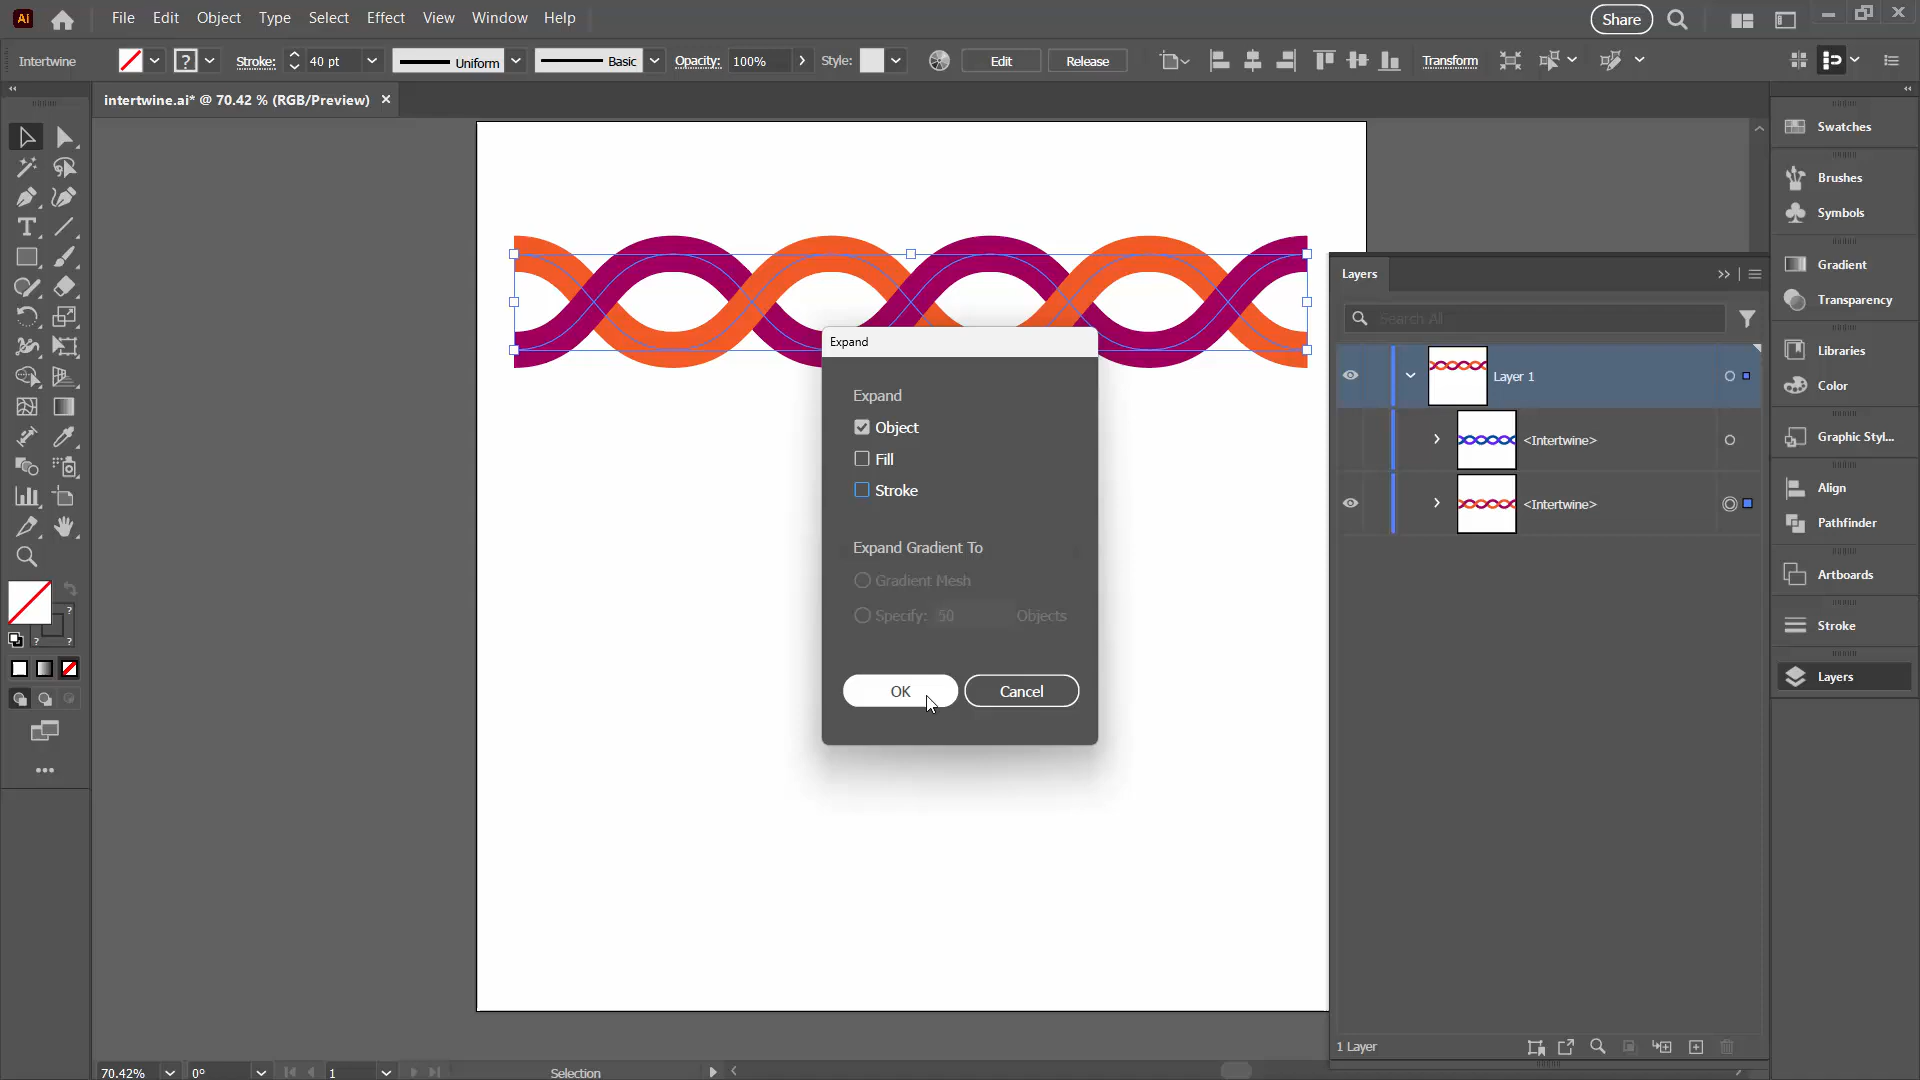 Ai File Edit Object Type Select Effect View Window Help Share
Intertwine Stroke: 40 pt Uniform Basic Opacity: 100% Style: Edit Release Transform
intertwine.ai* @ 70.42 % (RGB/Preview) ×
Swatches
Brushes
Symbols
Gradient
Transparency
Libraries
Color
Graphic Styl...
Align
Pathfinder
Artboards
Stroke
Layers
Layers
Search All
Layer 1
<Intertwine>
<Intertwine>
1 Layer
Expand
Expand
Object
Fill
Stroke
Expand Gradient To
Gradient Mesh
Specify: 50 Objects
OK Cancel
70.42% 0° 1 Selection